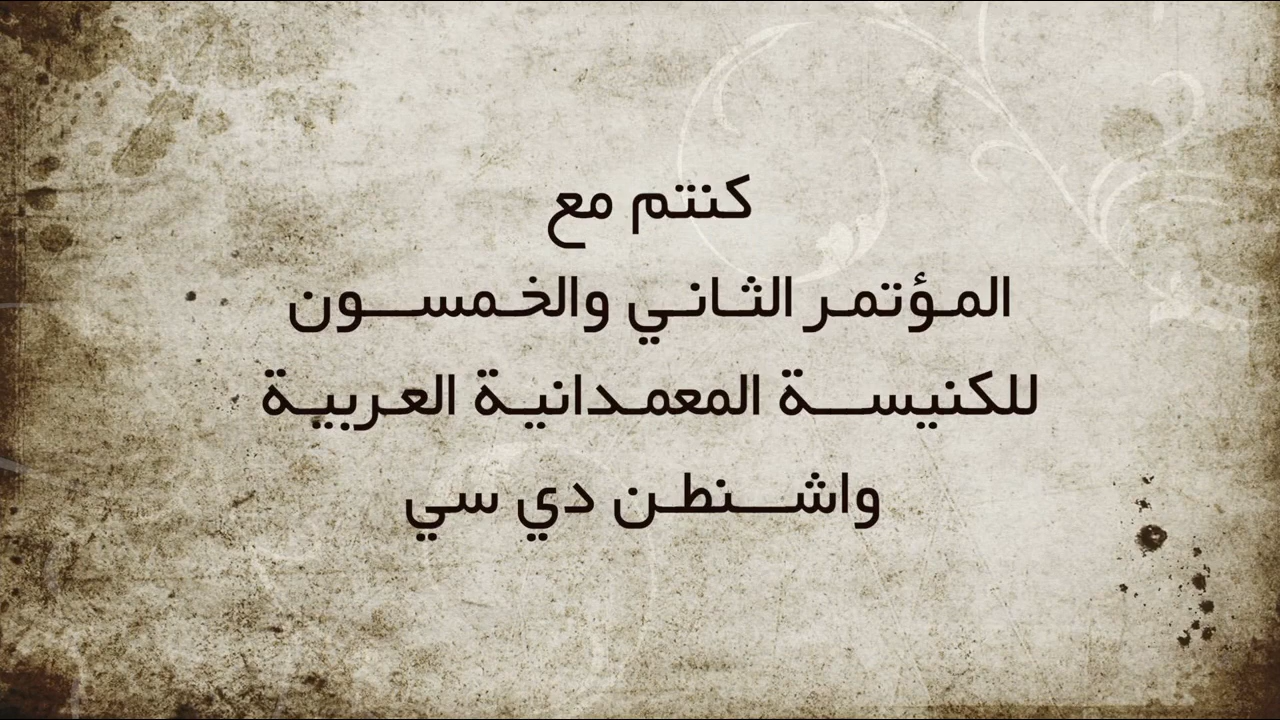 كنتم مع
المؤتمر الثاني والخمسون
للكنيسة المعمدانية العربية
واشنطن دي سي